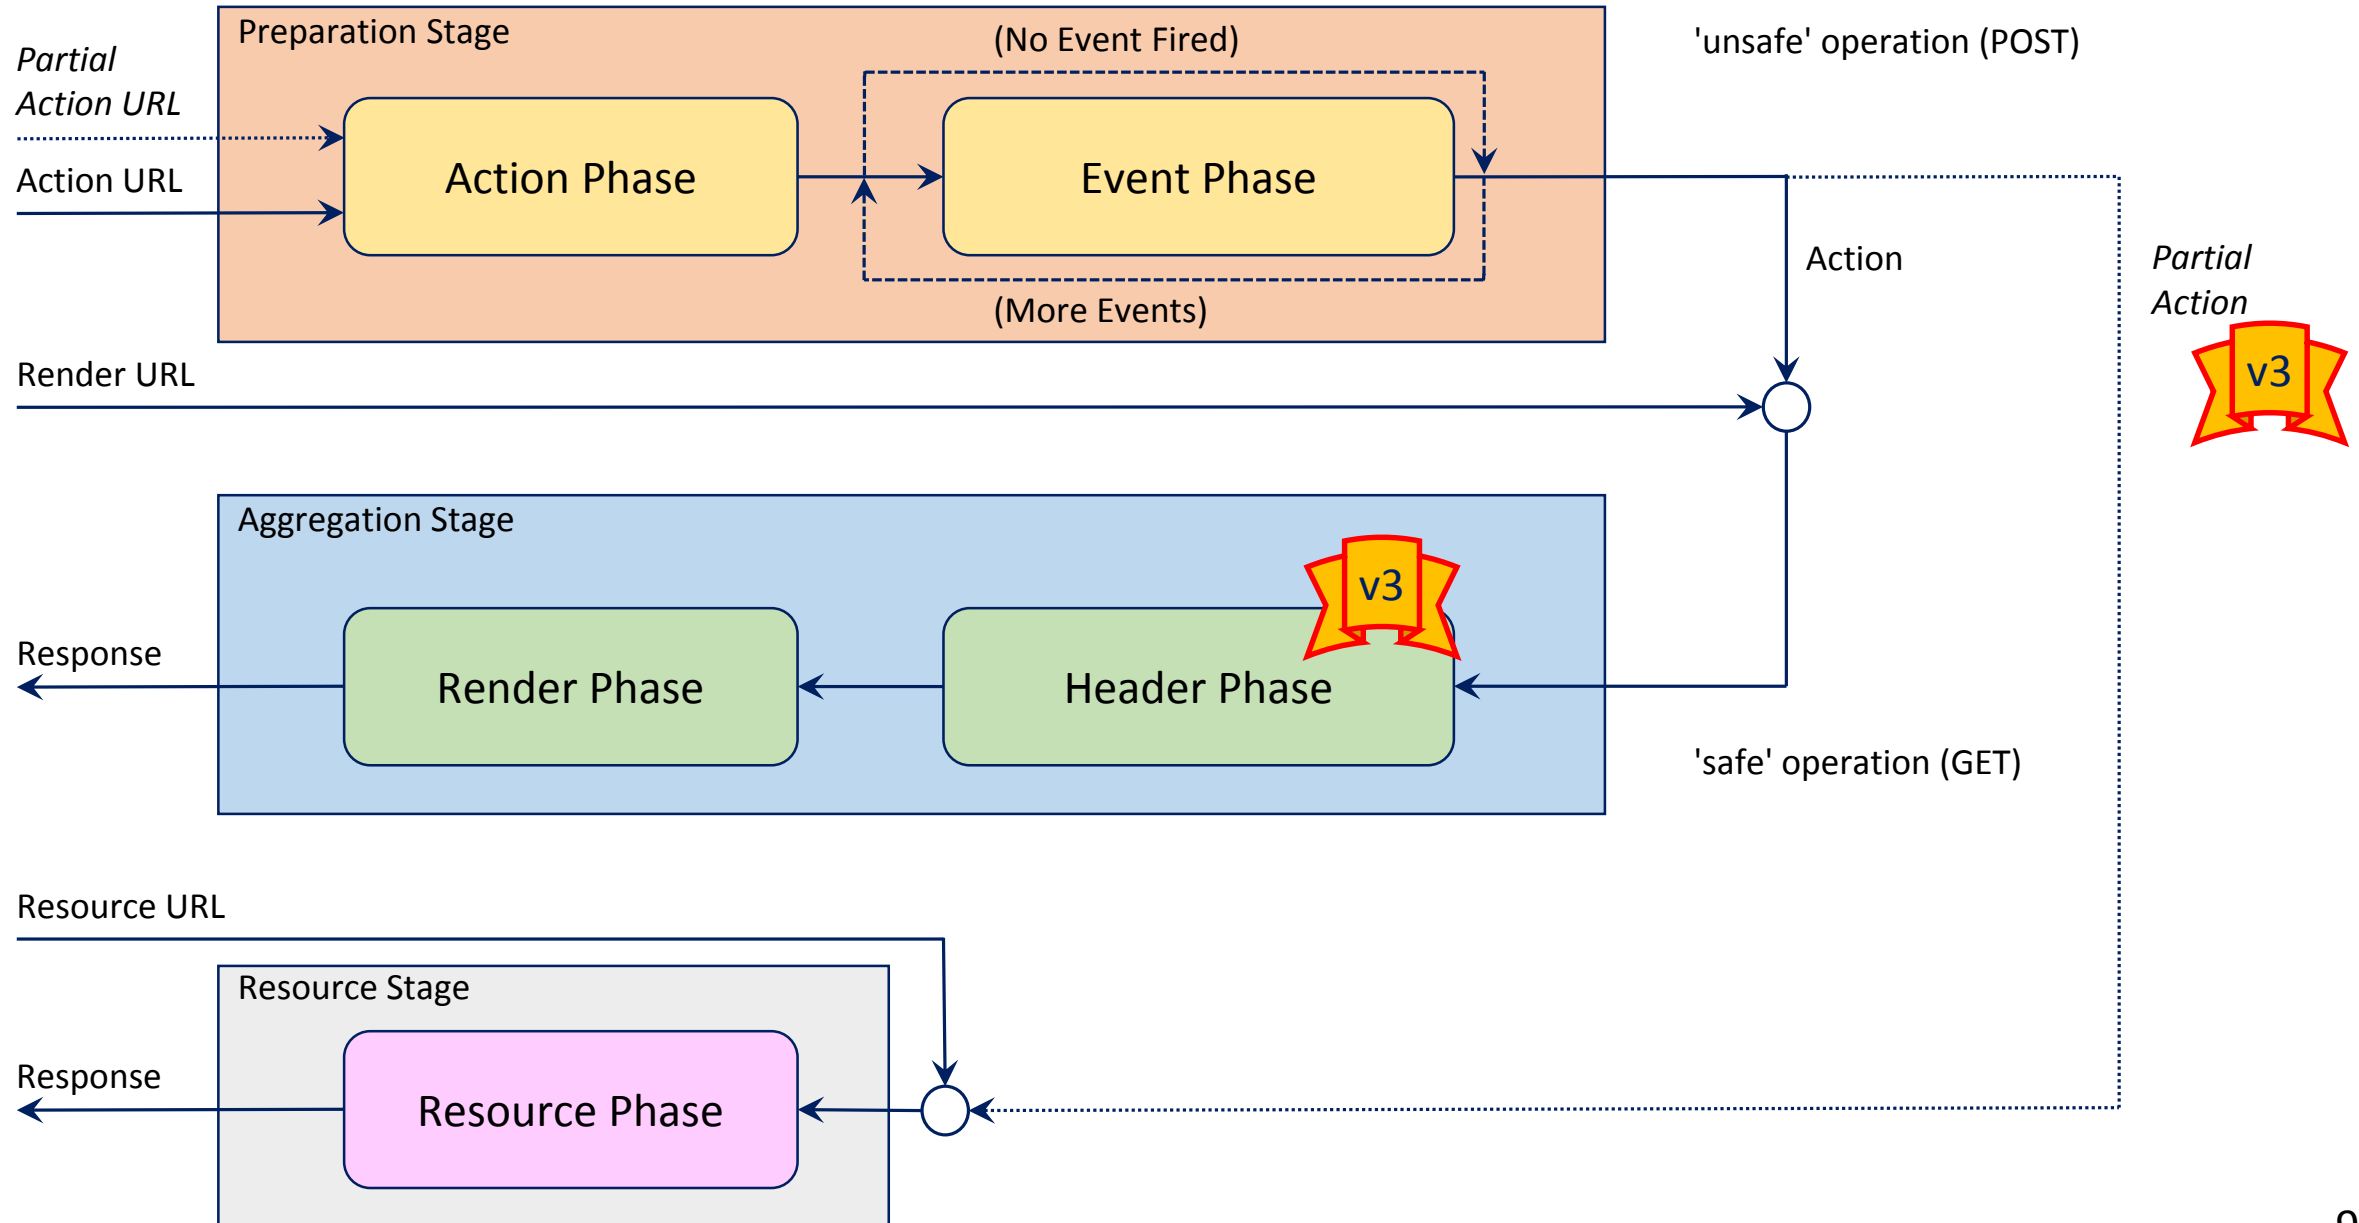 Preparation Stage
(No Event Fired)
'unsafe' operation (POST)
Partial
Action URL
Action URL
Action Phase
Event Phase
(More Events)
Action
Partial
Action
v3
Render URL
Aggregation Stage
v3
Response
Render Phase
Header Phase
'safe' operation (GET)
Resource URL
Resource Stage
Response
Resource Phase